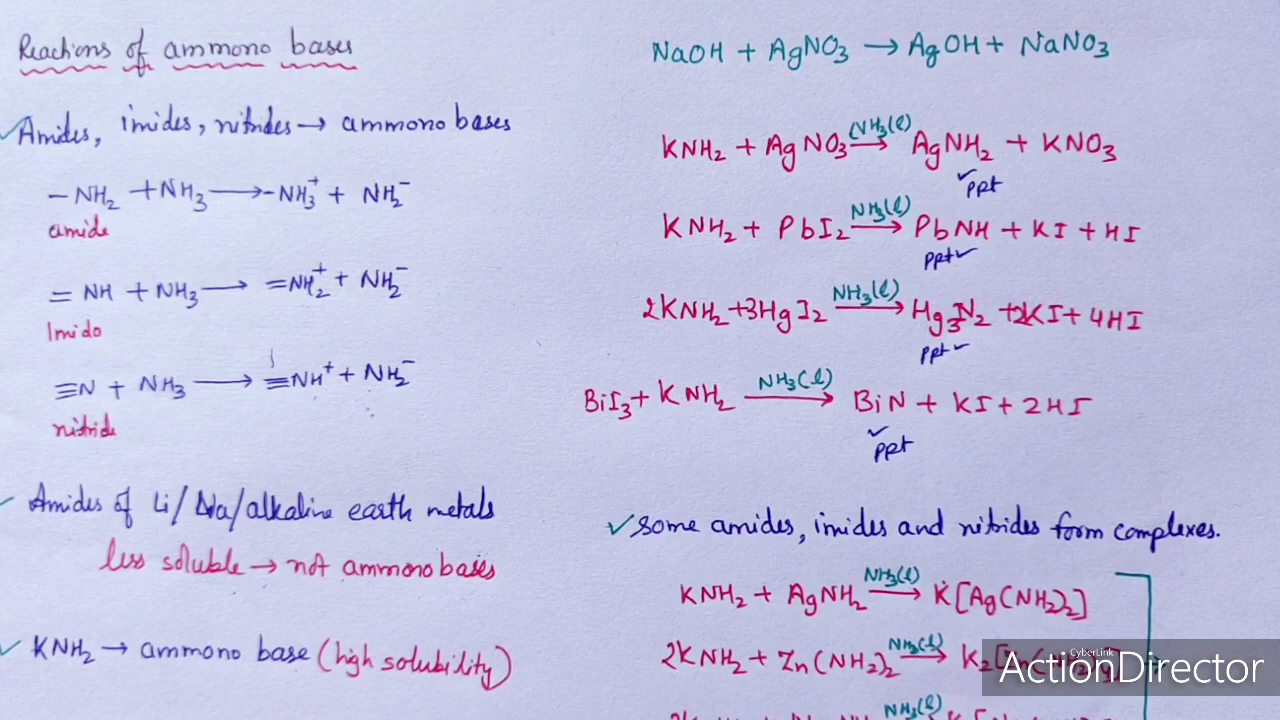 Reactions of ammono bases
Amides, imides, nitrides → ammono bases
-NH₂ + NH₃ → -NH₃⁺ + NH₂⁻
amide
= NH + NH₃ → =NH₂⁺ + NH₂⁻
Imido
≡N + NH₃ → ≡NH⁺ + NH₂⁻
nitride
Amides of Li/Na/alkaline earth metals
less soluble → not ammono bases
KNH₂ → ammono base (high solubility)
NaOH + AgNO₃ → AgOH + NaNO₃
KNH₂ + AgNO₃ NH₃(l) → AgNH₂ + KNO₃
ppt
KNH₂ + PbI₂ NH₃(l) → PbNH + KI + HI
ppt
2KNH₂ + 3HgI₂ NH₃(l) → Hg₃N₂ + 2KI + 4HI
ppt
BiI₃ + KNH₂ NH₃(l) → BiN + KI + 2HI
ppt
some amides, imides and nitrides form complexes.
KNH₂ + AgNH₂ NH₃(l) → K[Ag(NH₂)₂]
2KNH₂ + Zn(NH₂)₂ NH₃(l) → K₂[
NH₃(l)
CyberLink
ActionDirector